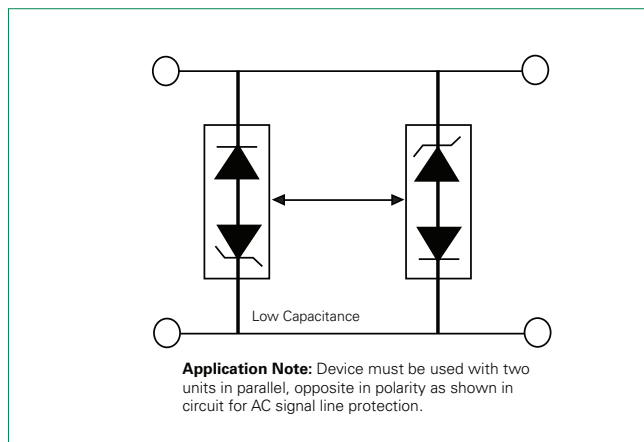 Low Capacitance
Application Note: Device must be used with two
units in parallel, opposite in polarity as shown in
circuit for AC signal line protection.